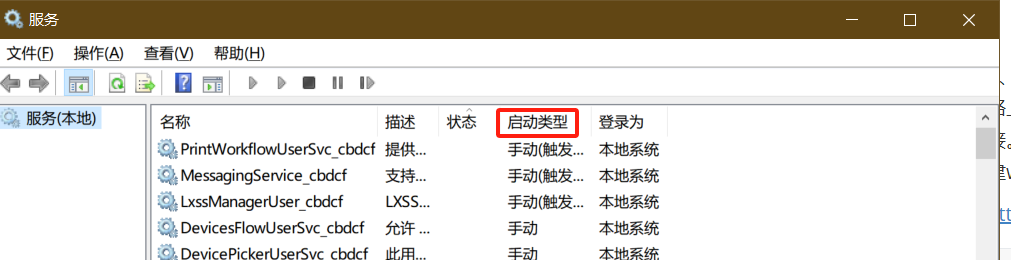 服务
文件(F) 操作(A) 查看(V) 帮助(H)
服务(本地)
名称 描述 状态 启动类型 登录为
PrintWorkflowUserSvc_cbdcf 提供... 手动(触发... 本地系统
MessagingService_cbdcf 支持... 手动(触发... 本地系统
LxssManagerUser_cbdcf LXSS... 手动(触发... 本地系统
DevicesFlowUserSvc_cbdcf 允许 ... 手动 本地系统
DevicePickerUserSvc_cbdcf 此用... 手动 本地系统